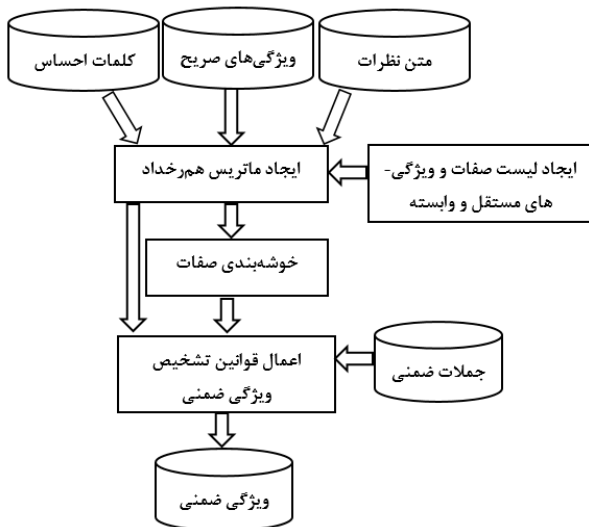 متن نظرات
ویژگی‌های صریح
کلمات احساس
ایجاد ماتریس هم‌رخداد
ایجاد لیست صفات و ویژگی-
های مستقل و وابسته
خوشه‌بندی صفات
اعمال قوانین تشخیص
ویژگی ضمنی
جملات ضمنی
ویژگی ضمنی